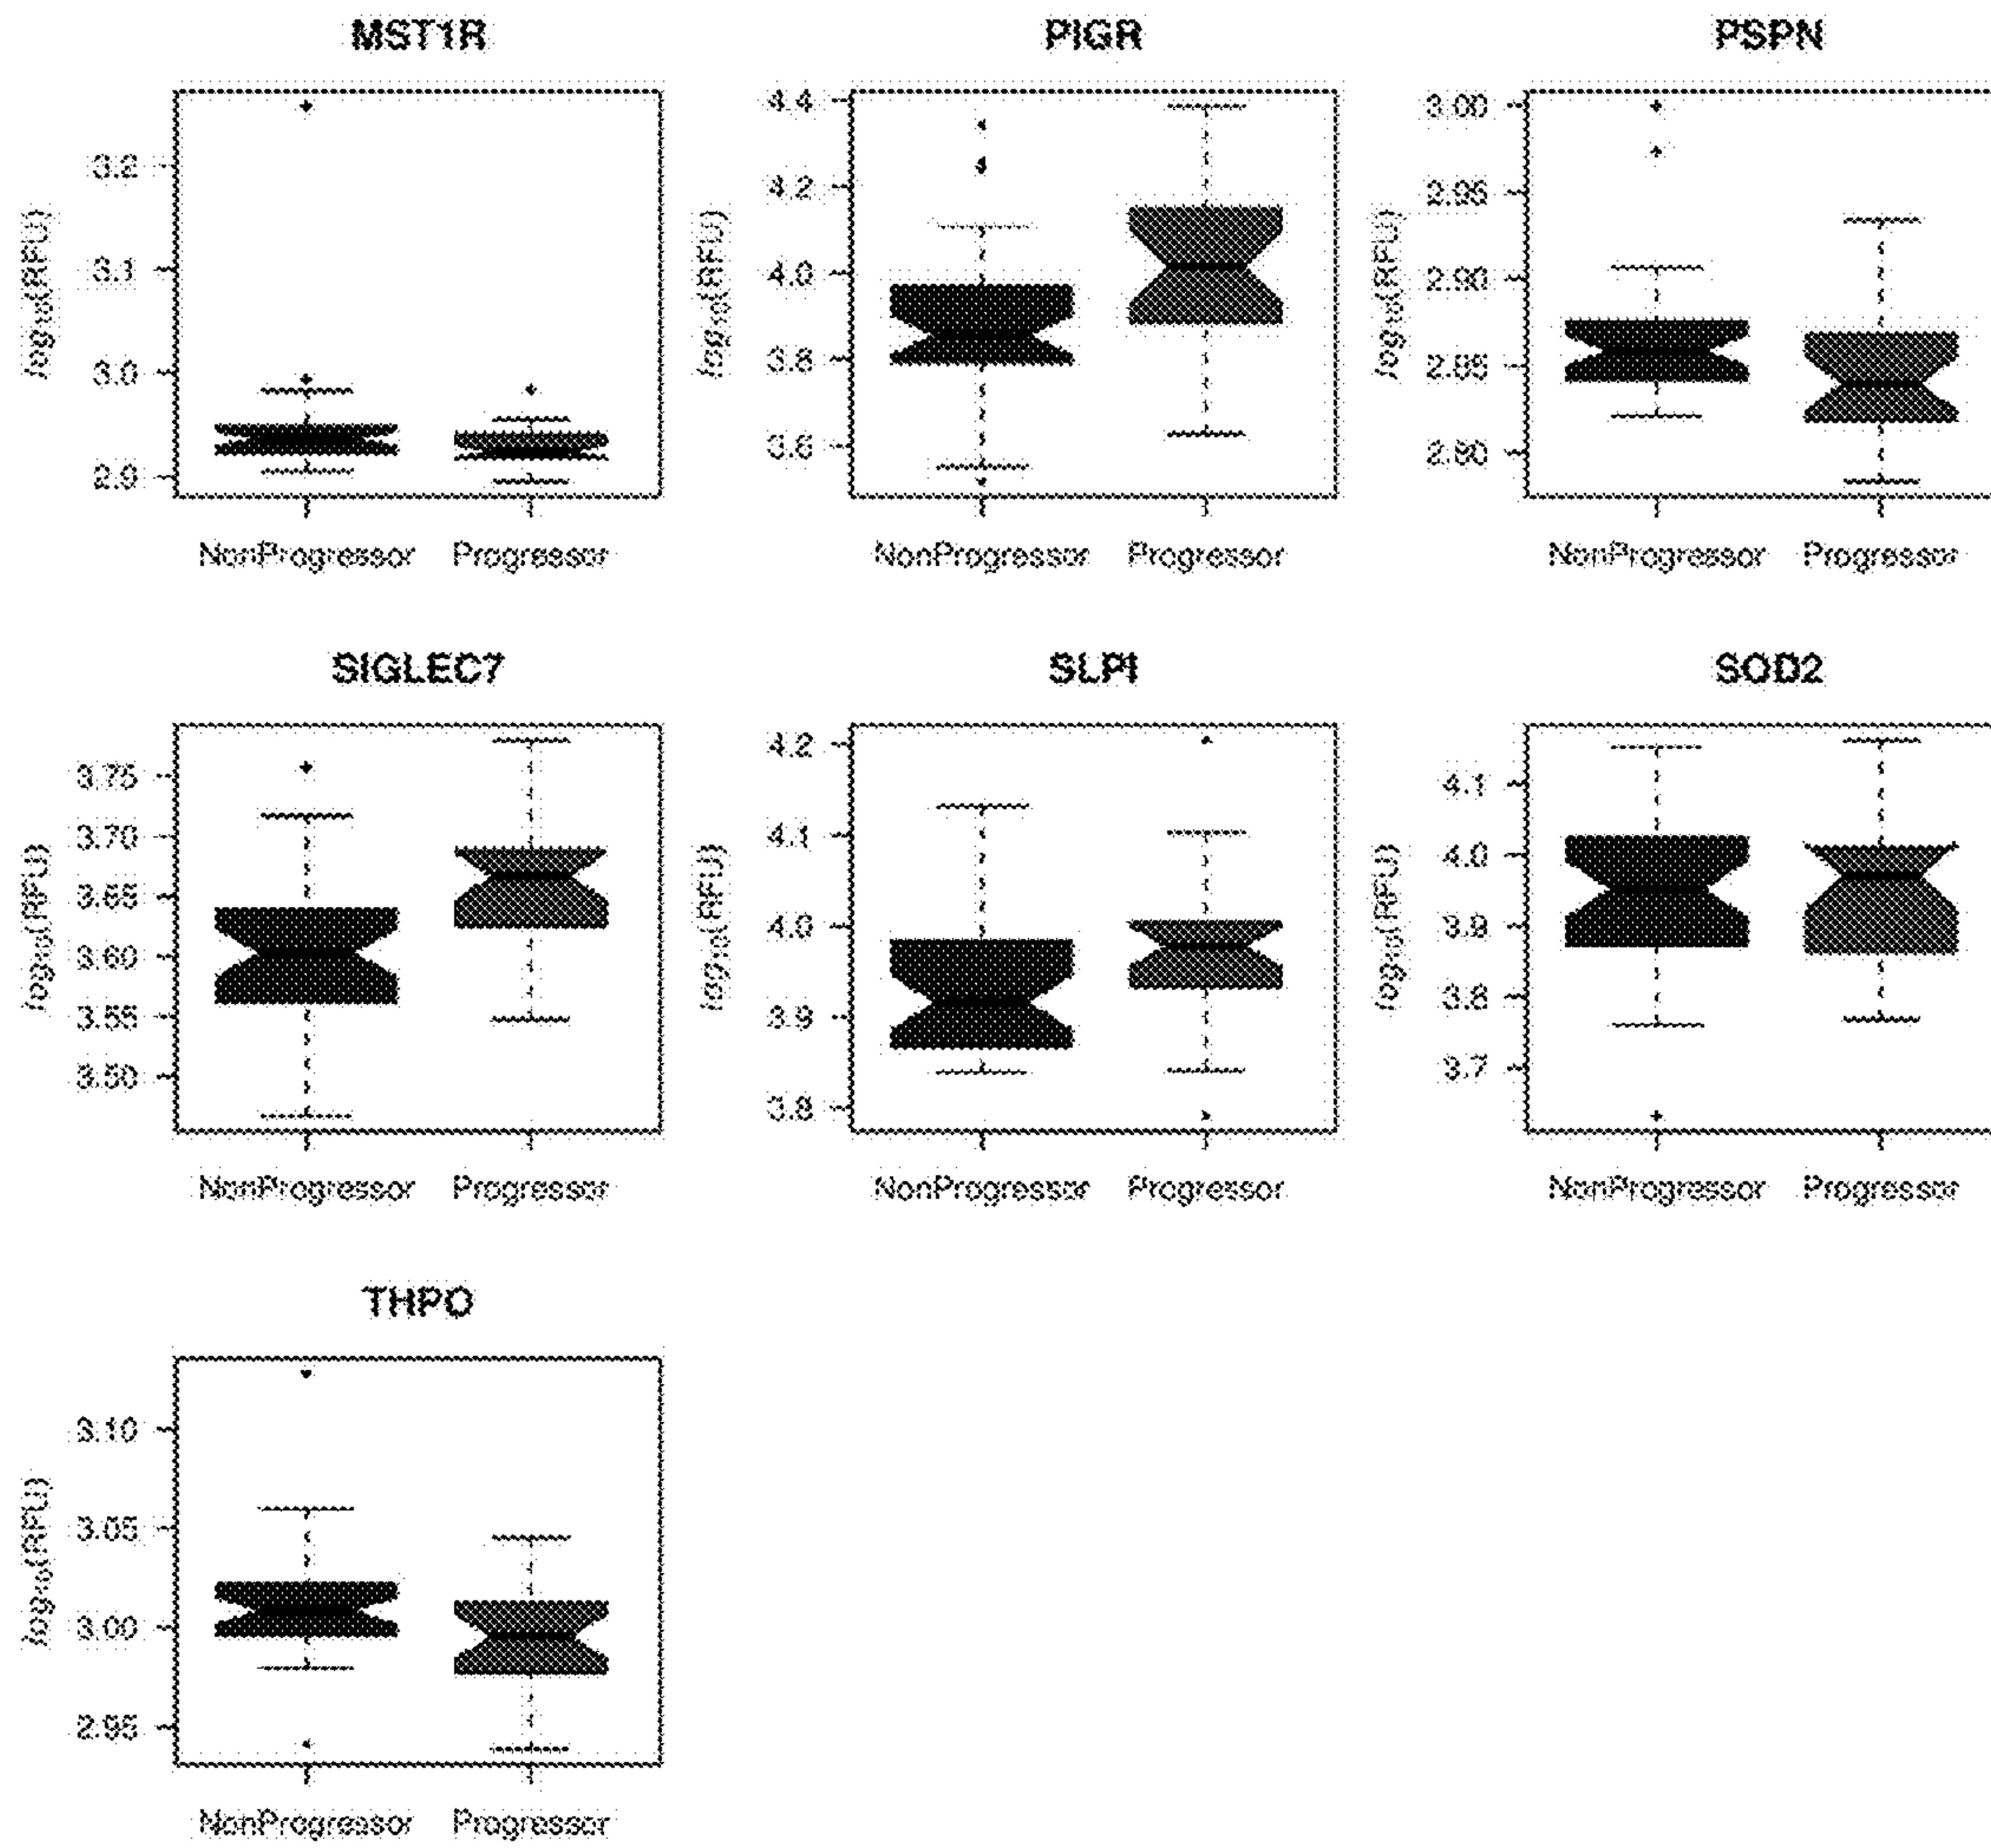 MST1R
log₁₀(RFU)
3.2
3.1
3.0
2.9
NonProgressor Progressor
PIGR
log₁₀(RFU)
4.4
4.2
4.0
3.8
3.6
NonProgressor Progressor
PSPN
log₁₀(RFU)
3.00
2.95
2.90
2.85
2.80
NonProgressor Progressor
SIGLEC7
log₁₀(RFU)
3.75
3.70
3.65
3.60
3.55
3.50
NonProgressor Progressor
SLPI
log₁₀(RFU)
4.2
4.1
4.0
3.9
3.8
NonProgressor Progressor
SOD2
log₁₀(RFU)
4.1
4.0
3.9
3.8
3.7
NonProgressor Progressor
THPO
log₁₀(RFU)
3.10
3.05
3.00
2.95
NonProgressor Progressor